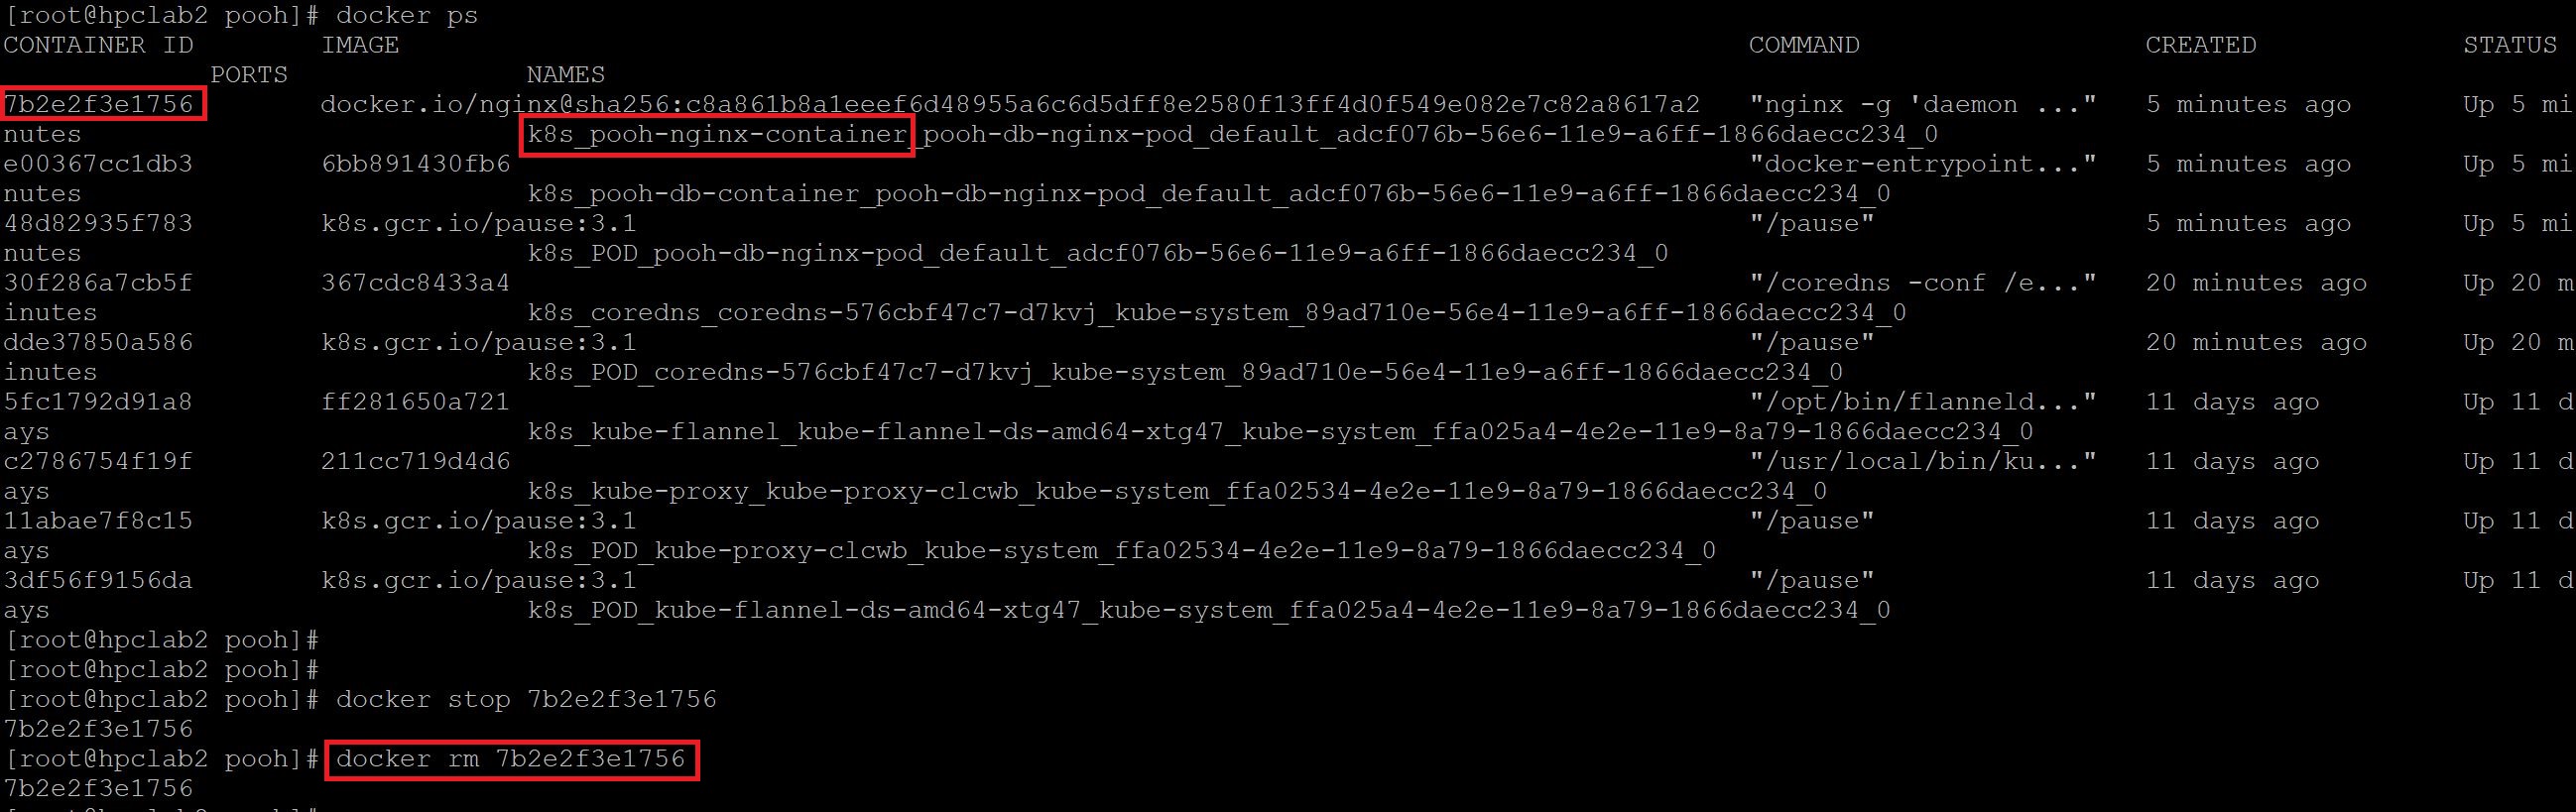 [root@hpclab2 pooh]# docker ps
CONTAINER ID        IMAGE                                                                                     COMMAND                  CREATED             STATUS
             PORTS               NAMES
7b2e2f3e1756        docker.io/nginx@sha256:c8a861b8a1eeef6d48955a6c6d5dff8e2580f13ff4d0f549e082e7c82a8617a2   "nginx -g 'daemon ..."   5 minutes ago       Up 5 mi
nutes                            k8s_pooh-nginx-container_pooh-db-nginx-pod_default_adcf076b-56e6-11e9-a6ff-1866daecc234_0
e00367cc1db3        6bb891430fb6                                                                              "docker-entrypoint..."   5 minutes ago       Up 5 mi
nutes                            k8s_pooh-db-container_pooh-db-nginx-pod_default_adcf076b-56e6-11e9-a6ff-1866daecc234_0
48d82935f783        k8s.gcr.io/pause:3.1                                                                      "/pause"                 5 minutes ago       Up 5 mi
nutes                            k8s_POD_pooh-db-nginx-pod_default_adcf076b-56e6-11e9-a6ff-1866daecc234_0
30f286a7cb5f        367cdc8433a4                                                                              "/coredns -conf /e..."   20 minutes ago      Up 20 m
inutes                           k8s_coredns_coredns-576cbf47c7-d7kvj_kube-system_89ad710e-56e4-11e9-a6ff-1866daecc234_0
dde37850a586        k8s.gcr.io/pause:3.1                                                                      "/pause"                 20 minutes ago      Up 20 m
inutes                           k8s_POD_coredns-576cbf47c7-d7kvj_kube-system_89ad710e-56e4-11e9-a6ff-1866daecc234_0
5fc1792d91a8        ff281650a721                                                                              "/opt/bin/flanneld..."   11 days ago         Up 11 d
ays                              k8s_kube-flannel_kube-flannel-ds-amd64-xtg47_kube-system_ffa025a4-4e2e-11e9-8a79-1866daecc234_0
c2786754f19f        211cc719d4d6                                                                              "/usr/local/bin/ku..."   11 days ago         Up 11 d
ays                              k8s_kube-proxy_kube-proxy-clcwb_kube-system_ffa02534-4e2e-11e9-8a79-1866daecc234_0
11abae7f8c15        k8s.gcr.io/pause:3.1                                                                      "/pause"                 11 days ago         Up 11 d
ays                              k8s_POD_kube-proxy-clcwb_kube-system_ffa02534-4e2e-11e9-8a79-1866daecc234_0
3df56f9156da        k8s.gcr.io/pause:3.1                                                                      "/pause"                 11 days ago         Up 11 d
ays                              k8s_POD_kube-flannel-ds-amd64-xtg47_kube-system_ffa025a4-4e2e-11e9-8a79-1866daecc234_0
[root@hpclab2 pooh]#
[root@hpclab2 pooh]#
[root@hpclab2 pooh]# docker stop 7b2e2f3e1756
7b2e2f3e1756
[root@hpclab2 pooh]# docker rm 7b2e2f3e1756
7b2e2f3e1756